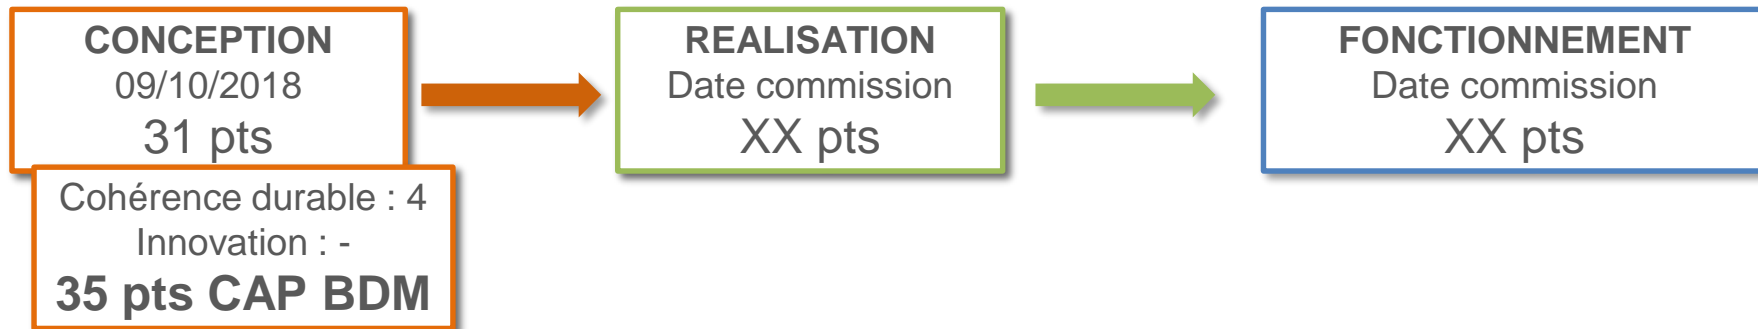 CONCEPTION
09/10/2018
31 pts
Cohérence durable : 4
Innovation : -
35 pts CAP BDM
REALISATION
Date commission
XX pts
FONCTIONNEMENT
Date commission
XX pts